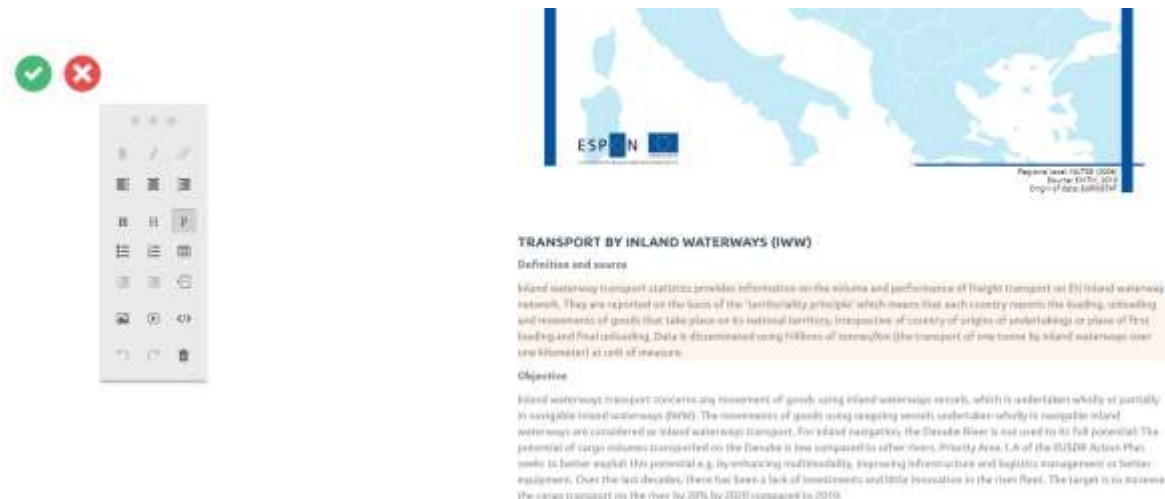 B I
H H P
</>
ESPON
Regional level: NUTS0 (2006)
Origin of data: EUROSTAT
TRANSPORT BY INLAND WATERWAYS (IWW)
Definition and source
Inland waterway transport statistics provides information on the volume and performance of freight transport on EU inland waterway
network. They are reported on the basis of the 'territoriality principle' which means that each country reports the loading, unloading
and movements of goods that take place on its national territory, irrespective of country of origins of undertakings or place of first
loading and final unloading. Data is disseminated using millions of tonnes/km (the transport of one tonne by inland waterways over
one kilometer) as unit of measure.
Objective
Inland waterways transport concerns any movement of goods using inland waterways vessels, which is undertaken wholly or partially
in navigable inland waterways (IWW). The movements of goods using seagoing vessels undertaken wholly in navigable inland
waterways are considered as inland waterways transport. For inland navigation, the Danube River is not used to its full potential: The
potential of cargo volumes transported on the Danube is low compared to other rivers. Priority Area 1.A of the EUSDR Action Plan
seeks to better exploit this potential e.g. by enhancing multimodality, improving infrastructure and logistics management or better
equipment. Over the last decades, there has been a lack of investments and little innovation in the river fleet. The target is to increase
the cargo transport on the river by 20% by 2020 compared to 2010.